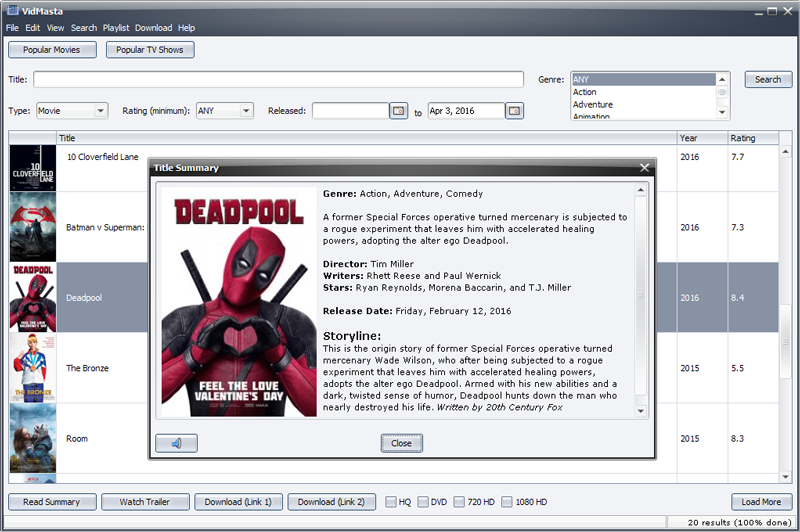 VidMasta
File Edit View Search Playlist Download Help
Popular Movies Popular TV Shows
Title: Genre: ANY Search
Action
Adventure
Animation
Type: Movie Rating (minimum): ANY Released: to Apr 3, 2016
Title Year Rating
10 CLOVERFIELD LANE
10 Cloverfield Lane 2016 7.7
Batman v Superman: 2016 7.3
DEADPOOL
FEEL THE LOVE
VALENTINE'S DAY
Deadpool 2016 8.4
The Bronze 2015 5.5
Room 2015 8.3
Title Summary
DEADPOOL
FEEL THE LOVE
VALENTINE'S DAY
Genre: Action, Adventure, Comedy
A former Special Forces operative turned mercenary is subjected to
a rogue experiment that leaves him with accelerated healing
powers, adopting the alter ego Deadpool.
Director: Tim Miller
Writers: Rhett Reese and Paul Wernick
Stars: Ryan Reynolds, Morena Baccarin, and T.J. Miller
Release Date: Friday, February 12, 2016
Storyline:
This is the origin story of former Special Forces operative turned
mercenary Wade Wilson, who after being subjected to a rogue
experiment that leaves him with accelerated healing powers,
adopts the alter ego Deadpool. Armed with his new abilities and a
dark, twisted sense of humor, Deadpool hunts down the man who
nearly destroyed his life. Written by 20th Century Fox
Close
Read Summary Watch Trailer Download (Link 1) Download (Link 2) HQ DVD 720 HD 1080 HD Load More
20 results (100% done)